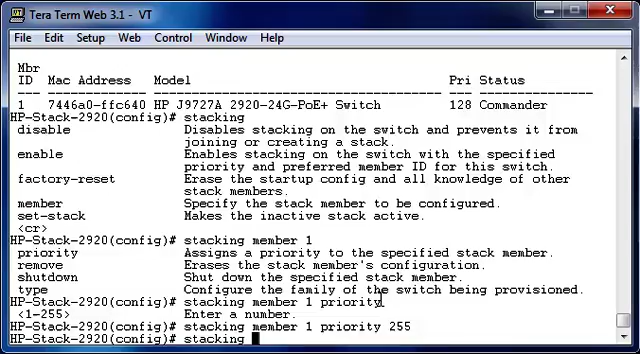 Tera Term Web 3.1 - VT
File Edit Setup Web Control Window Help
Mbr
ID Mac Address Model Pri Status
--- ------------- -------------------------------------- --- ---------------
1 7446a0-ffc640 HP J9727A 2920-24G-PoE+ Switch 128 Commander
HP-Stack-2920(config)# stacking
disable Disables stacking on the switch and prevents it from
joining or creating a stack.
enable Enables stacking on the switch with the specified
priority and preferred member ID for this switch.
factory-reset Erase the startup config and all knowledge of other
stack members.
member Specify the stack member to be configured.
set-stack Makes the inactive stack active.
<cr>
HP-Stack-2920(config)# stacking member 1
priority Assigns a priority to the specified stack member.
remove Erases the stack member's configuration.
shutdown Shut down the specified stack member.
type Configure the family of the switch being provisioned.
HP-Stack-2920(config)# stacking member 1 priority
<1-255> Enter a number.
HP-Stack-2920(config)# stacking member 1 priority 255
HP-Stack-2920(config)# stacking